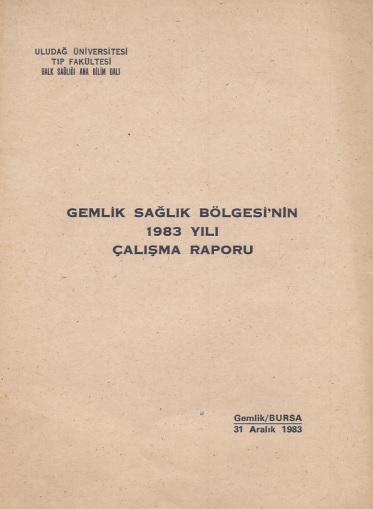 ULUDAĞ ÜNİVERSİTESİ
TIP FAKÜLTESİ
HALK SAĞLIĞI ANA BİLİM DALI
GEMLİK SAĞLIK BÖLGESİ'NİN
1983 YILI
ÇALIŞMA RAPORU
Gemlik/BURSA
31 Aralık 1983